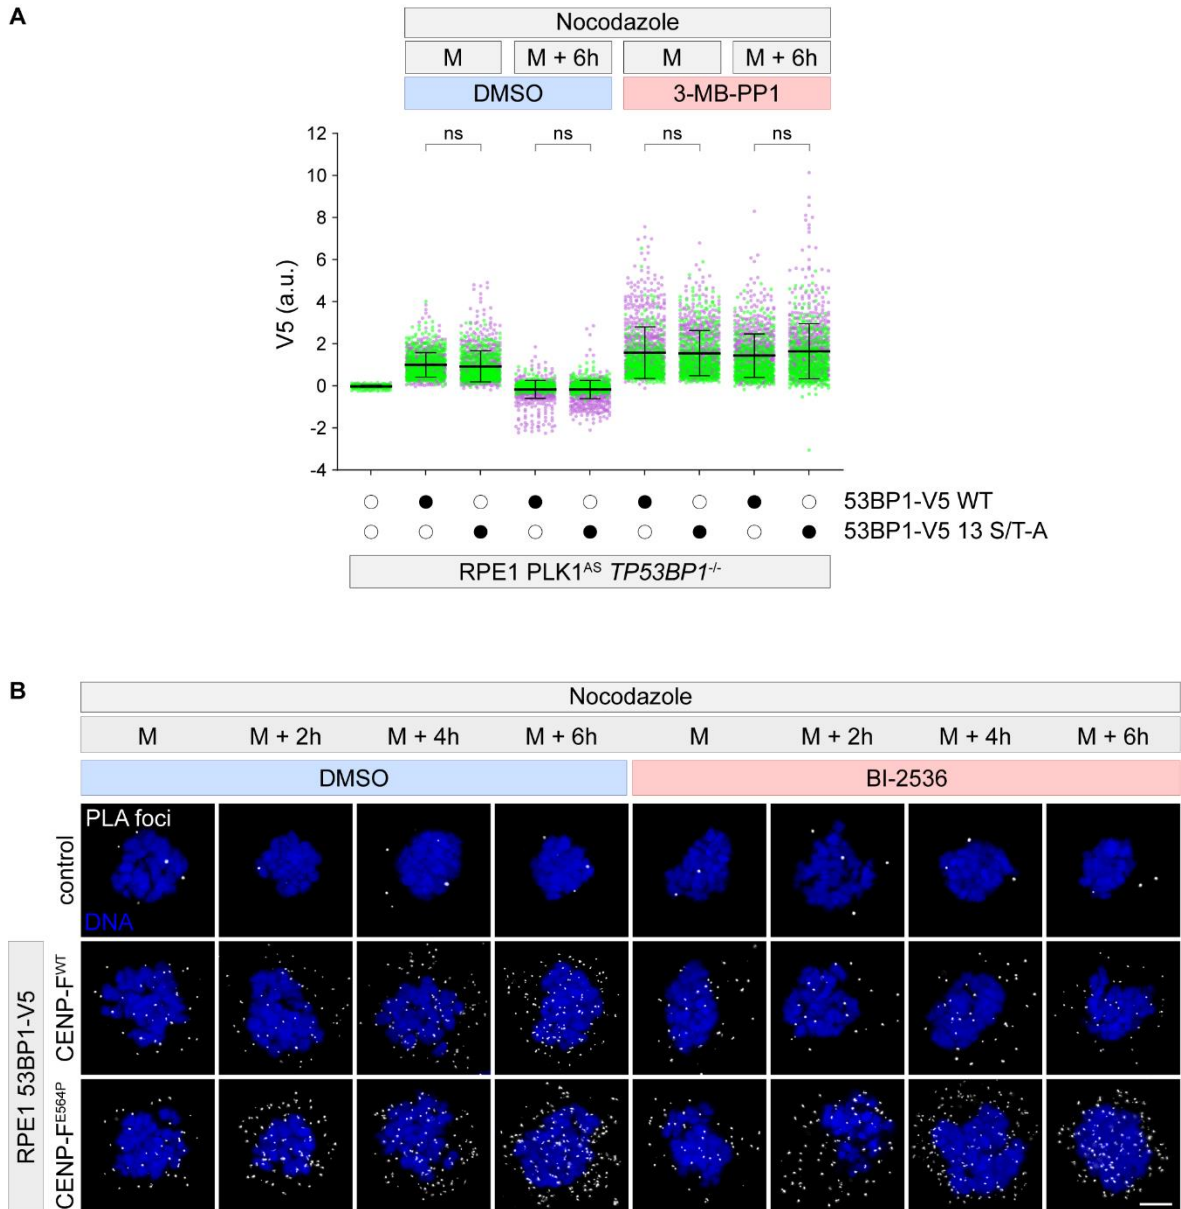 A
Nocodazole
M M + 6h M M + 6h
DMSO 3-MB-PP1
ns ns ns ns
12
10
8
6
4
2
0
-2
-4
V5 (a.u.)
53BP1-V5 WT
53BP1-V5 13 S/T-A
RPE1 PLK1AS TP53BP1-/-
B
Nocodazole
M M + 2h M + 4h M + 6h M M + 2h M + 4h M + 6h
DMSO BI-2536
PLA foci
DNA
control
CENP-FWT
CENP-FE564P
RPE1 53BP1-V5